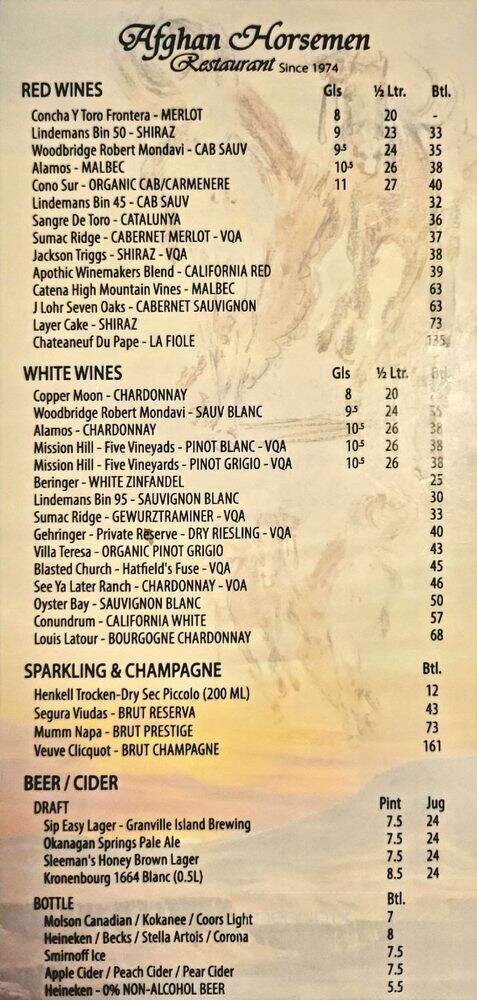 Afghan Horsemen
Restaurant Since 1974
RED WINES Gls ½ Ltr. Btl.
Concha Y Toro Frontera - MERLOT 8 20 -
Lindemans Bin 50 - SHIRAZ 9 23 33
Woodbridge Robert Mondavi - CAB SAUV 9.5 24 35
Alamos - MALBEC 10.5 26 38
Cono Sur - ORGANIC CAB/CARMENERE 11 27 40
Lindemans Bin 45 - CAB SAUV 32
Sangre De Toro - CATALUNYA 36
Sumac Ridge - CABERNET MERLOT - VQA 37
Jackson Triggs - SHIRAZ - VQA 38
Apothic Winemakers Blend - CALIFORNIA RED 39
Catena High Mountain Vines - MALBEC 63
J Lohr Seven Oaks - CABERNET SAUVIGNON 63
Layer Cake - SHIRAZ 73
Chateaneuf Du Pape - LA FIOLE 135
WHITE WINES Gls ½ Ltr. Btl.
Copper Moon - CHARDONNAY 8 20
Woodbridge Robert Mondavi - SAUV BLANC 9.5 24 35
Alamos - CHARDONNAY 10.5 26 38
Mission Hill - Five Vineyads - PINOT BLANC - VQA 10.5 26 38
Mission Hill - Five Vineyards - PINOT GRIGIO - VQA 10.5 26 38
Beringer - WHITE ZINFANDEL 25
Lindemans Bin 95 - SAUVIGNON BLANC 30
Sumac Ridge - GEWURZTRAMINER - VQA 33
Gehringer - Private Reserve - DRY RIESLING - VQA 40
Villa Teresa - ORGANIC PINOT GRIGIO 43
Blasted Church - Hatfield's Fuse - VQA 45
See Ya Later Ranch - CHARDONNAY - VOA 46
Oyster Bay - SAUVIGNON BLANC 50
Conundrum - CALIFORNIA WHITE 57
Louis Latour - BOURGOGNE CHARDONNAY 68
SPARKLING & CHAMPAGNE Btl.
Henkell Trocken-Dry Sec Piccolo (200 ML) 12
Segura Viudas - BRUT RESERVA 43
Mumm Napa - BRUT PRESTIGE 73
Veuve Clicquot - BRUT CHAMPAGNE 161
BEER / CIDER
DRAFT Pint Jug
Sip Easy Lager - Granville Island Brewing 7.5 24
Okanagan Springs Pale Ale 7.5 24
Sleeman's Honey Brown Lager 7.5 24
Kronenbourg 1664 Blanc (0.5L) 8.5 24
BOTTLE Btl.
Molson Canadian / Kokanee / Coors Light 7
Heineken / Becks / Stella Artois / Corona 8
Smirnoff Ice 7.5
Apple Cider / Peach Cider / Pear Cider 7.5
Heineken - 0% NON-ALCOHOL BEER 5.5